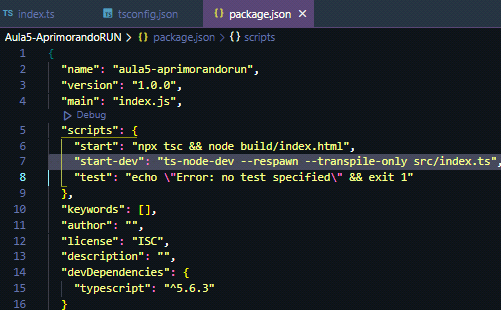 TS index.ts tsconfig.json {} package.json
Aula5-AprimorandoRUN > {} package.json > {} scripts
1 {
2 "name": "aula5-aprimorandorun",
3 "version": "1.0.0",
4 "main": "index.js",
Debug
5 "scripts": {
6 "start": "npx tsc && node build/index.html",
7 "start-dev": "ts-node-dev --respawn --transpile-only src/index.ts",
8 "test": "echo \"Error: no test specified\" && exit 1"
9 },
10 "keywords": [],
11 "author": "",
12 "license": "ISC",
13 "description": "",
14 "devDependencies": {
15 "typescript": "^5.6.3"
16 }